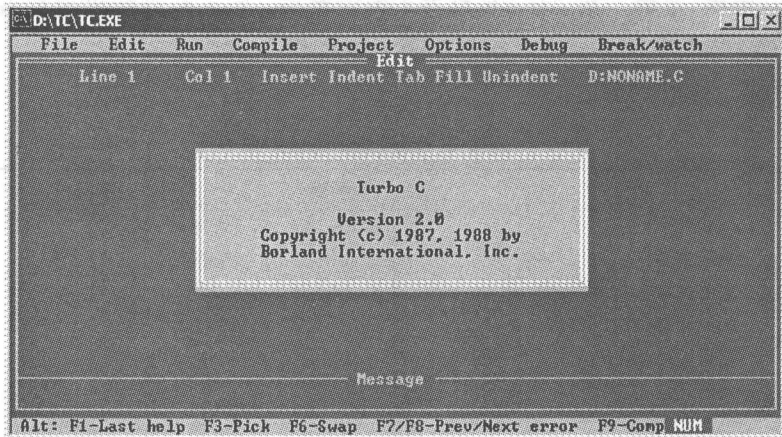 D:\TC\TC.EXE
File Edit Run Compile Project Options Debug Break/watch
Edit
Line 1 Col 1 Insert Indent Tab Fill Unindent D:NONAME.C
Turbo C
Version 2.0
Copyright (c) 1987, 1988 by
Borland International, Inc.
Message
Alt: F1-Last help F3-Pick F6-Swap F7/F8-Prev/Next error F9-Comp NUM